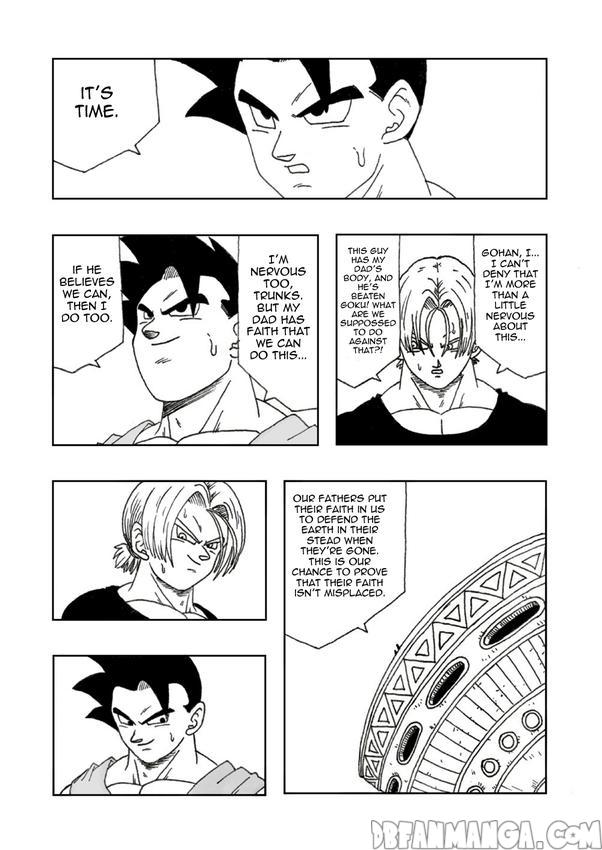 IT'S
TIME.
GOHAN, I...
I CAN'T
DENY THAT
I'M MORE
THAN A
LITTLE
NERVOUS
ABOUT
THIS...
THIS GUY
HAS MY
DAD'S
BODY, AND
HE'S
BEATEN
GOKU! WHAT
ARE WE
SUPPOSSED
TO DO
AGAINST
THAT?!
I'M
NERVOUS
TOO,
TRUNKS.
BUT MY
DAD HAS
FAITH THAT
WE CAN
DO THIS...
IF HE
BELIEVES
WE CAN,
THEN I
DO TOO.
OUR FATHERS PUT
THEIR FAITH IN US
TO DEFEND THE
EARTH IN THEIR
STEAD WHEN
THEY'RE GONE.
THIS IS OUR
CHANCE TO PROVE
THAT THEIR FAITH
ISN'T MISPLACED.
DBFANMANGA.COM